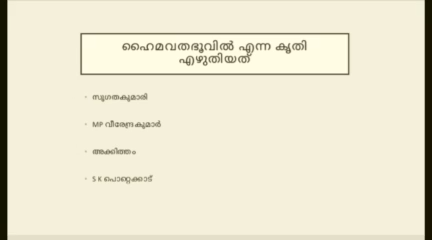 ഹൈമവതഭൂവിൽ എന്ന കൃതി
എഴുതിയത്
സുഗതകുമാരി
MP വീരേന്ദ്രകുമാർ
അക്കിത്തം
S K പൊറ്റെക്കാട്